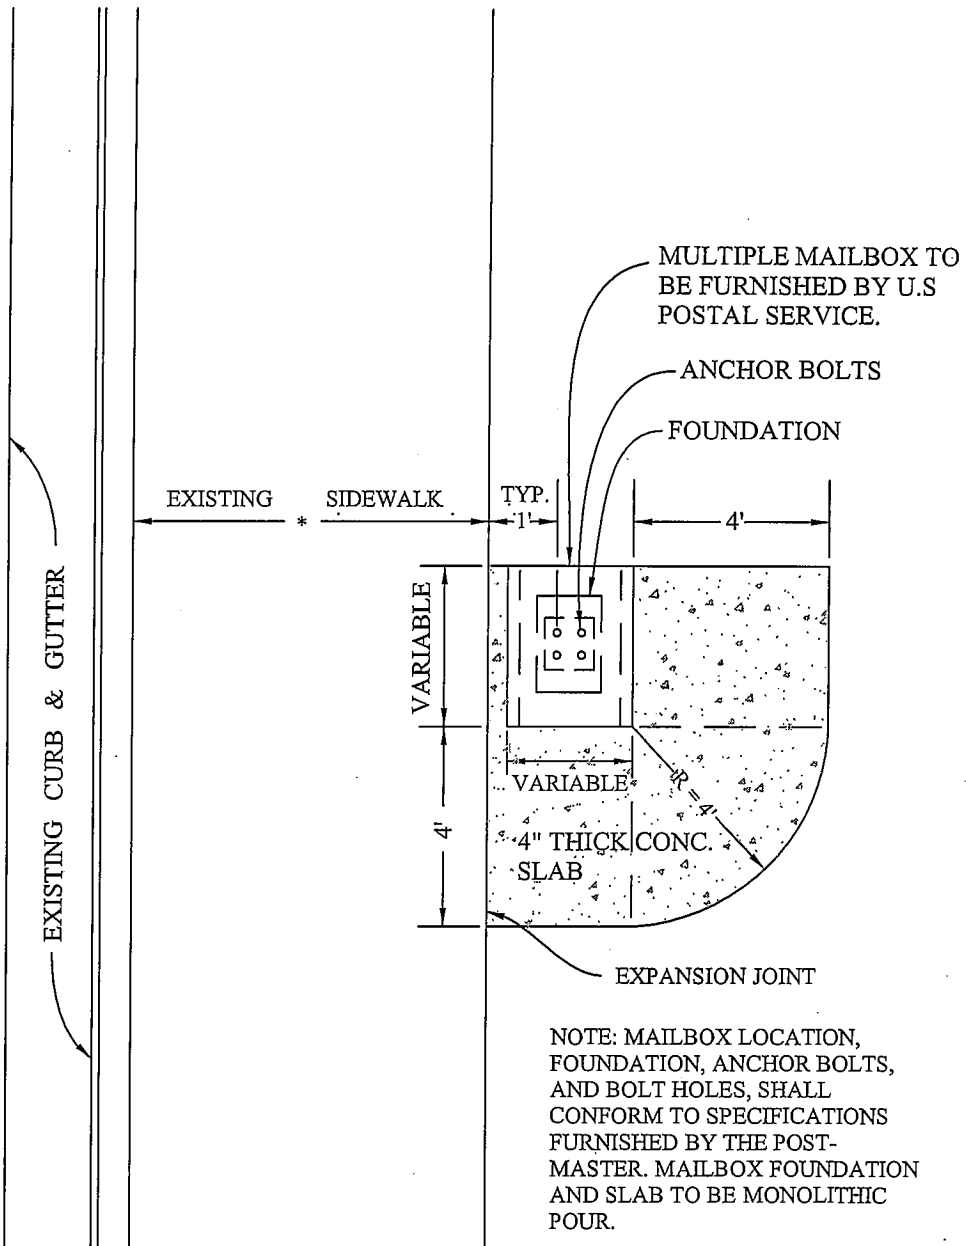 MULTIPLE MAILBOX TO
BE FURNISHED BY U.S
POSTAL SERVICE.
ANCHOR BOLTS
FOUNDATION
EXISTING * SIDEWALK
TYP.
1'
4'
VARIABLE
VARIABLE
R = 4'
4'
4" THICK CONC.
SLAB
EXISTING CURB & GUTTER
EXPANSION JOINT
NOTE: MAILBOX LOCATION,
FOUNDATION, ANCHOR BOLTS,
AND BOLT HOLES, SHALL
CONFORM TO SPECIFICATIONS
FURNISHED BY THE POST-
MASTER. MAILBOX FOUNDATION
AND SLAB TO BE MONOLITHIC
POUR.